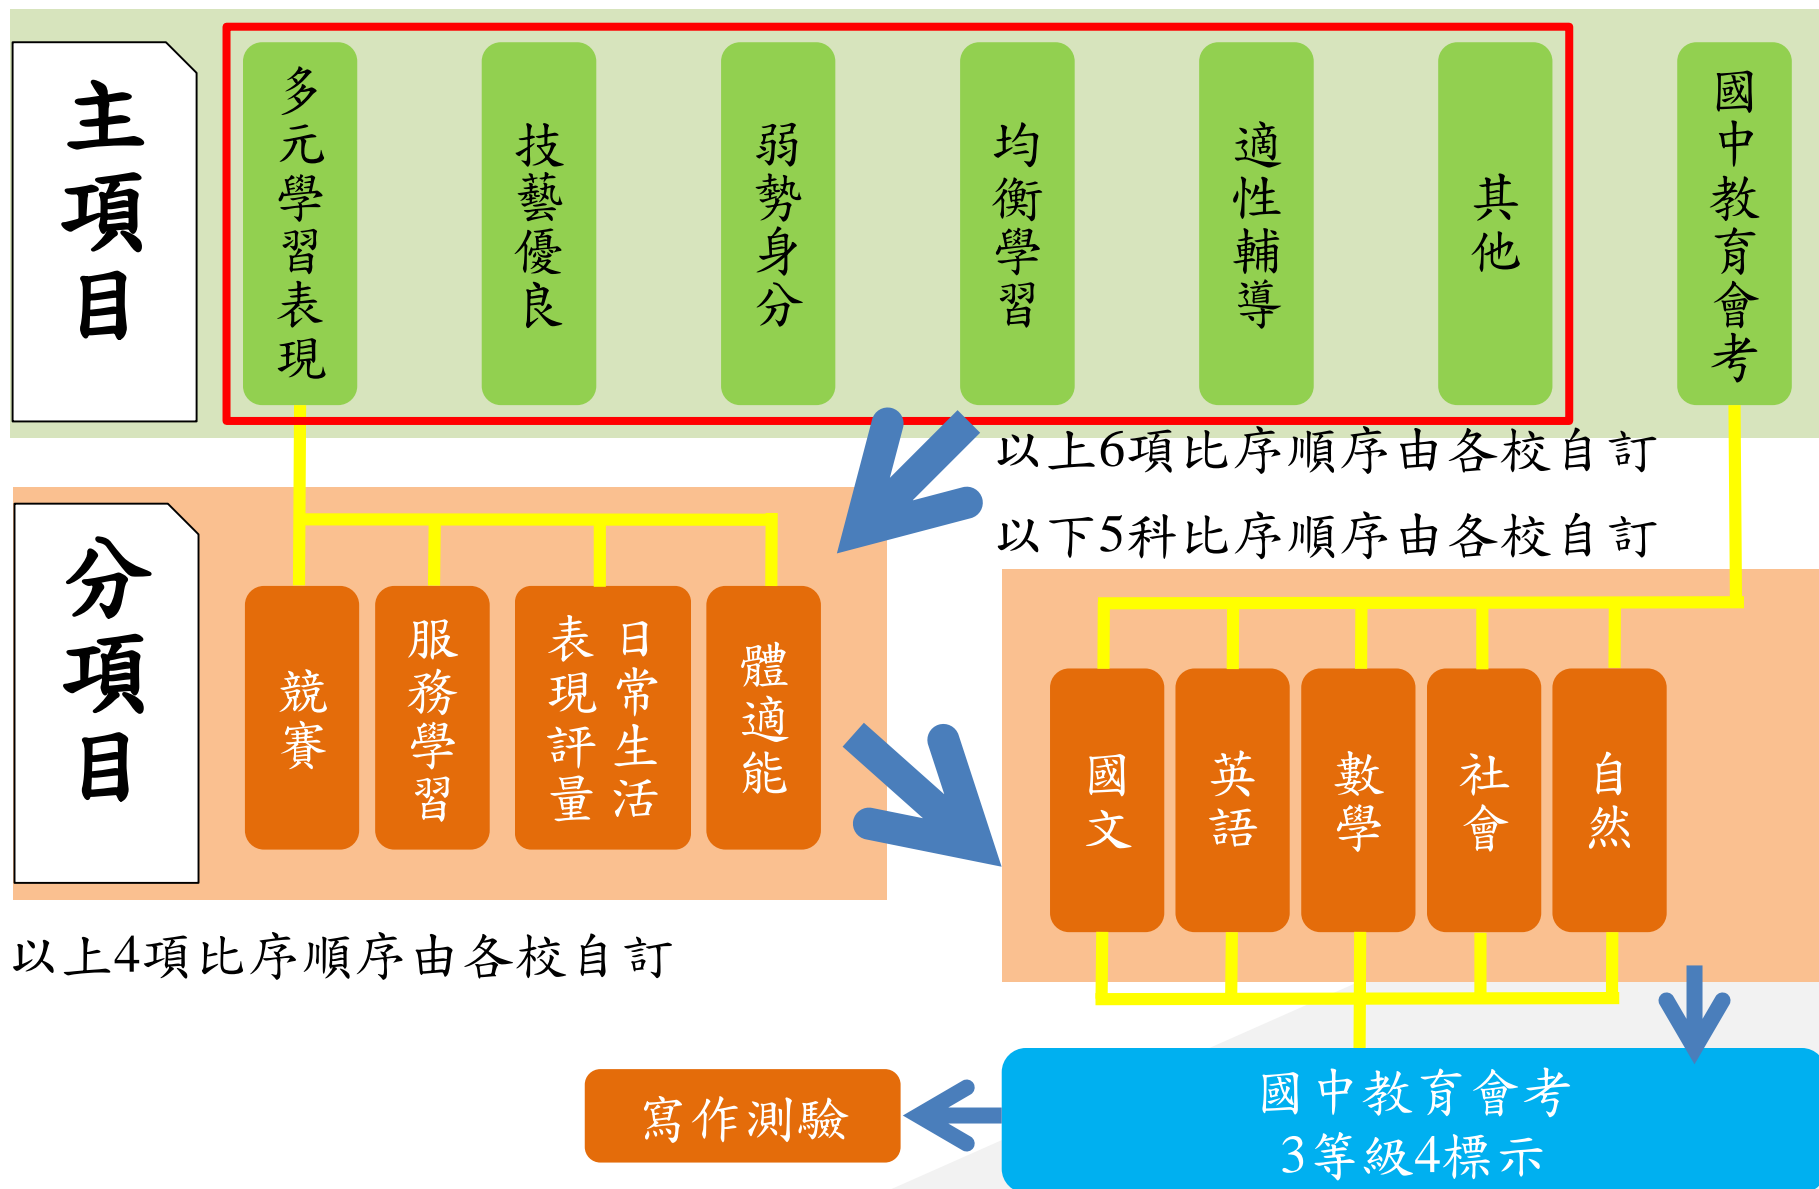 主項目
多元學習表現
技藝優良
弱勢身分
均衡學習
適性輔導
其他
國中教育會考
以上6項比序順序由各校自訂
以下5科比序順序由各校自訂
分項目
競賽
服務學習
日常生活
表現評量
體適能
國文
英語
數學
社會
自然
以上4項比序順序由各校自訂
國中教育會考
3等級4標示
寫作測驗